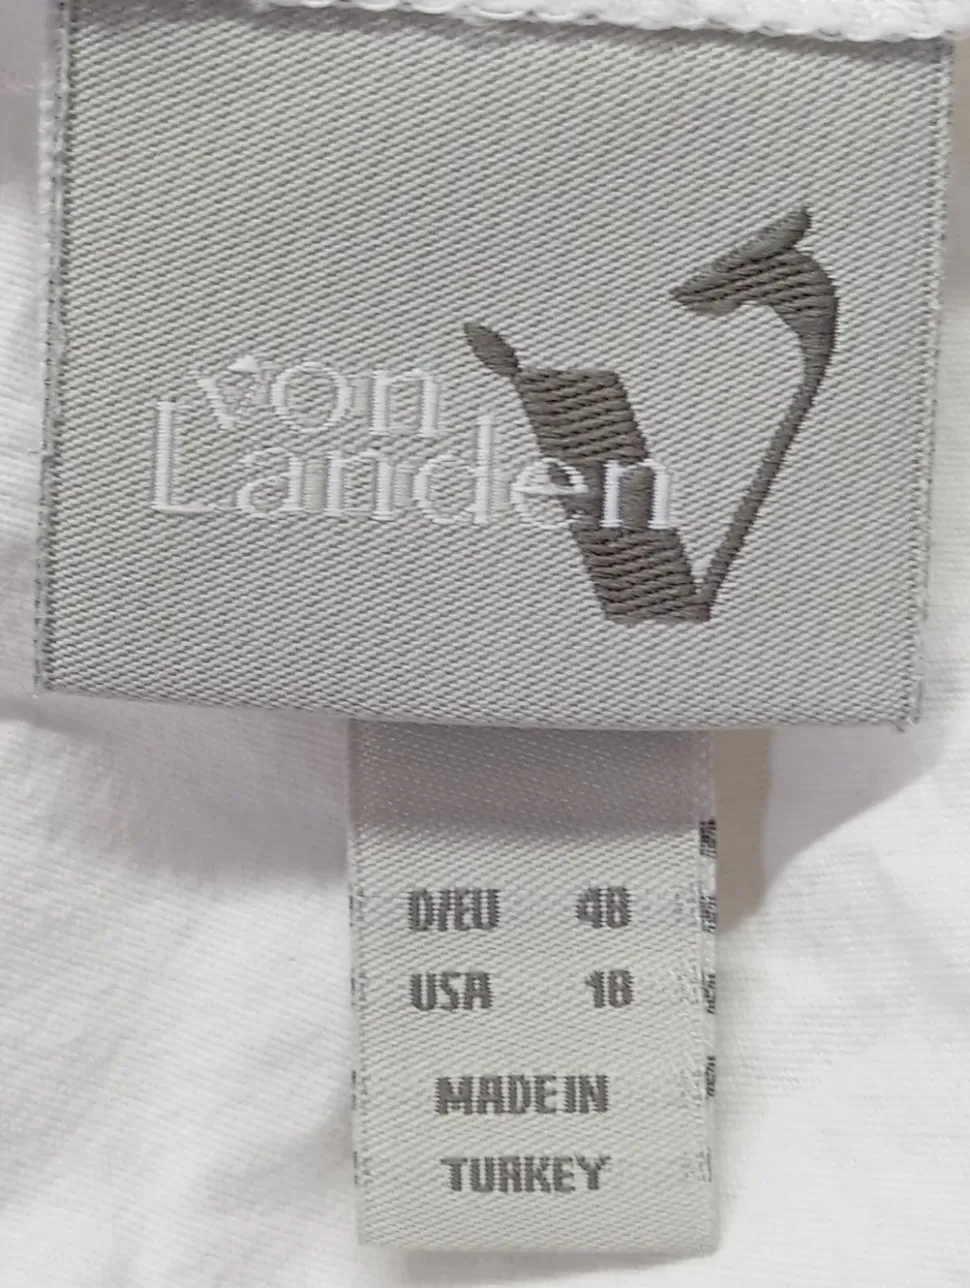 von
Landen
D/EU 48
USA 18
MADE IN
TURKEY